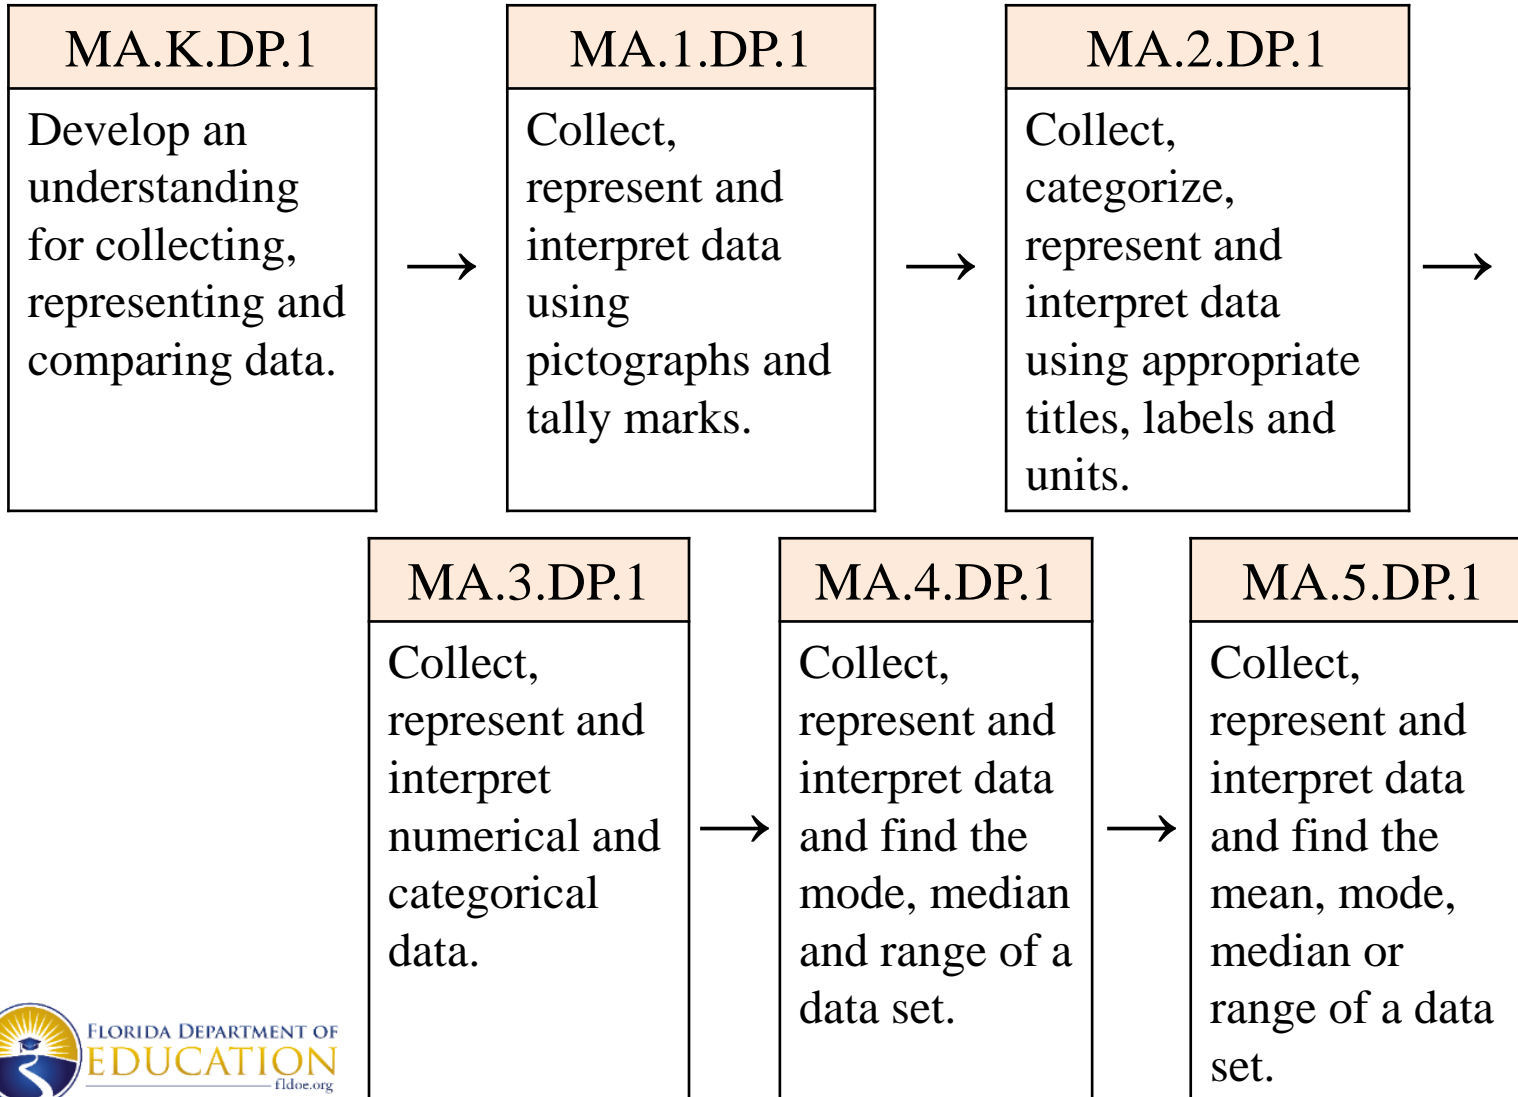 MA.K.DP.1
Develop an
understanding
for collecting,
representing and
comparing data.
→
MA.1.DP.1
Collect,
represent and
interpret data
using
pictographs and
tally marks.
→
MA.2.DP.1
Collect,
categorize,
represent and
interpret data
using appropriate
titles, labels and
units.
→
MA.3.DP.1
Collect,
represent and
interpret
numerical and
categorical
data.
→
MA.4.DP.1
Collect,
represent and
interpret data
and find the
mode, median
and range of a
data set.
→
MA.5.DP.1
Collect,
represent and
interpret data
and find the
mean, mode,
median or
range of a data
set.
FLORIDA DEPARTMENT OF
EDUCATION
fldoe.org